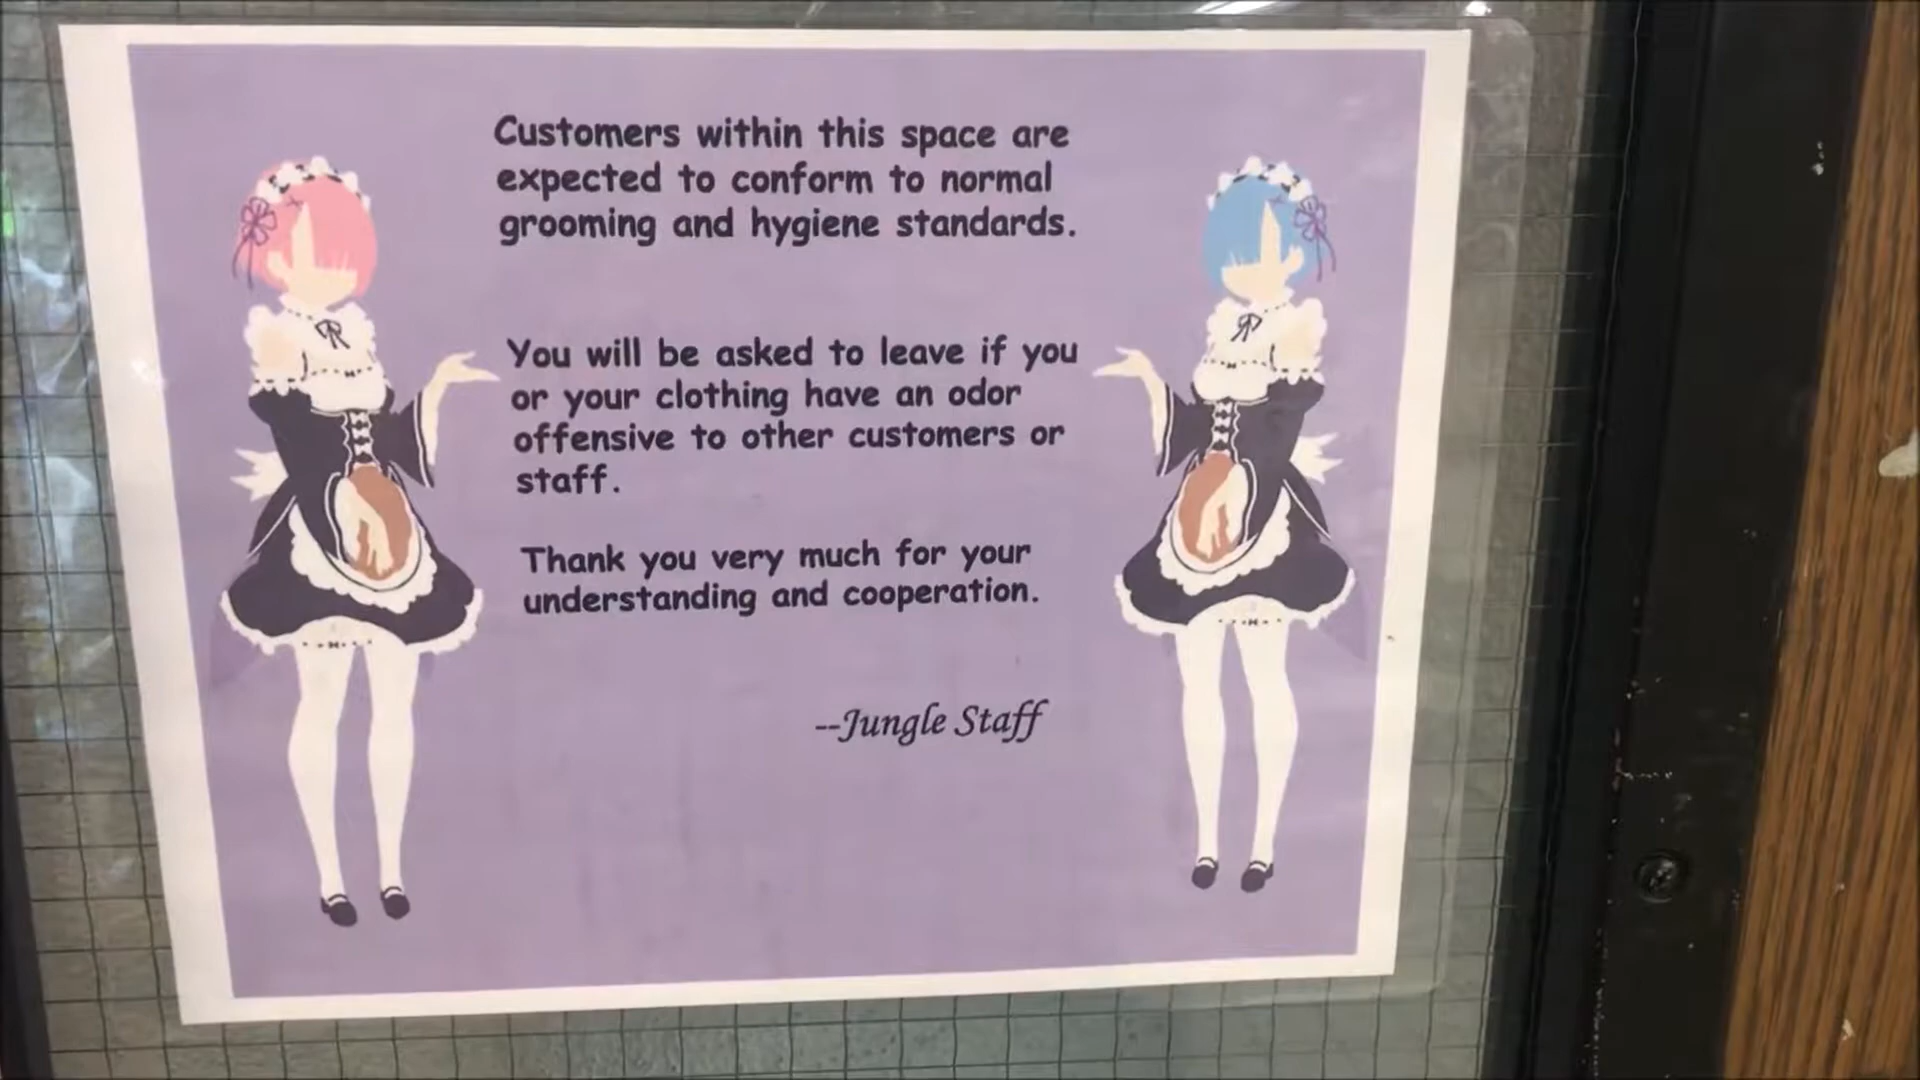 Customers within this space are
expected to conform to normal
grooming and hygiene standards.
You will be asked to leave if you
or your clothing have an odor
offensive to other customers or
staff.
Thank you very much for your
understanding and cooperation.
--Jungle Staff